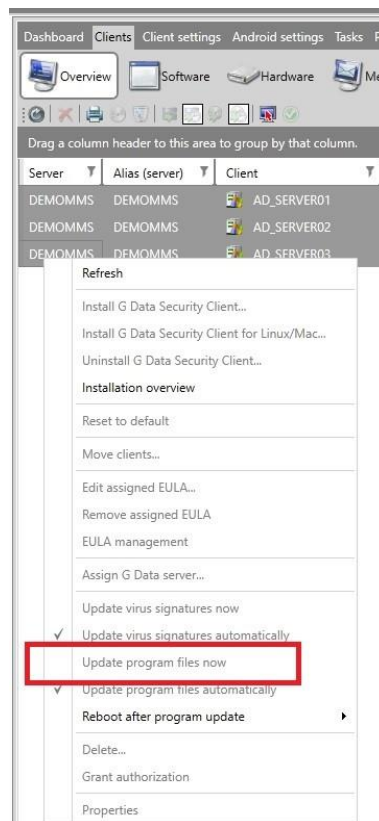 Dashboard Clients Client settings Android settings Tasks
Overview Software Hardware
Drag a column header to this area to group by that column.
Server Alias (server) Client
DEMOMMS DEMOMMS AD_SERVER01
DEMOMMS DEMOMMS AD_SERVER02
DEMOMMS DEMOMMS AD_SERVER03
Refresh
Install G Data Security Client...
Install G Data Security Client for Linux/Mac...
Uninstall G Data Security Client...
Installation overview
Reset to default
Move clients...
Edit assigned EULA...
Remove assigned EULA
EULA management
Assign G Data server...
Update virus signatures now
Update virus signatures automatically
Update program files now
Update program files automatically
Reboot after program update
Delete...
Grant authorization
Properties